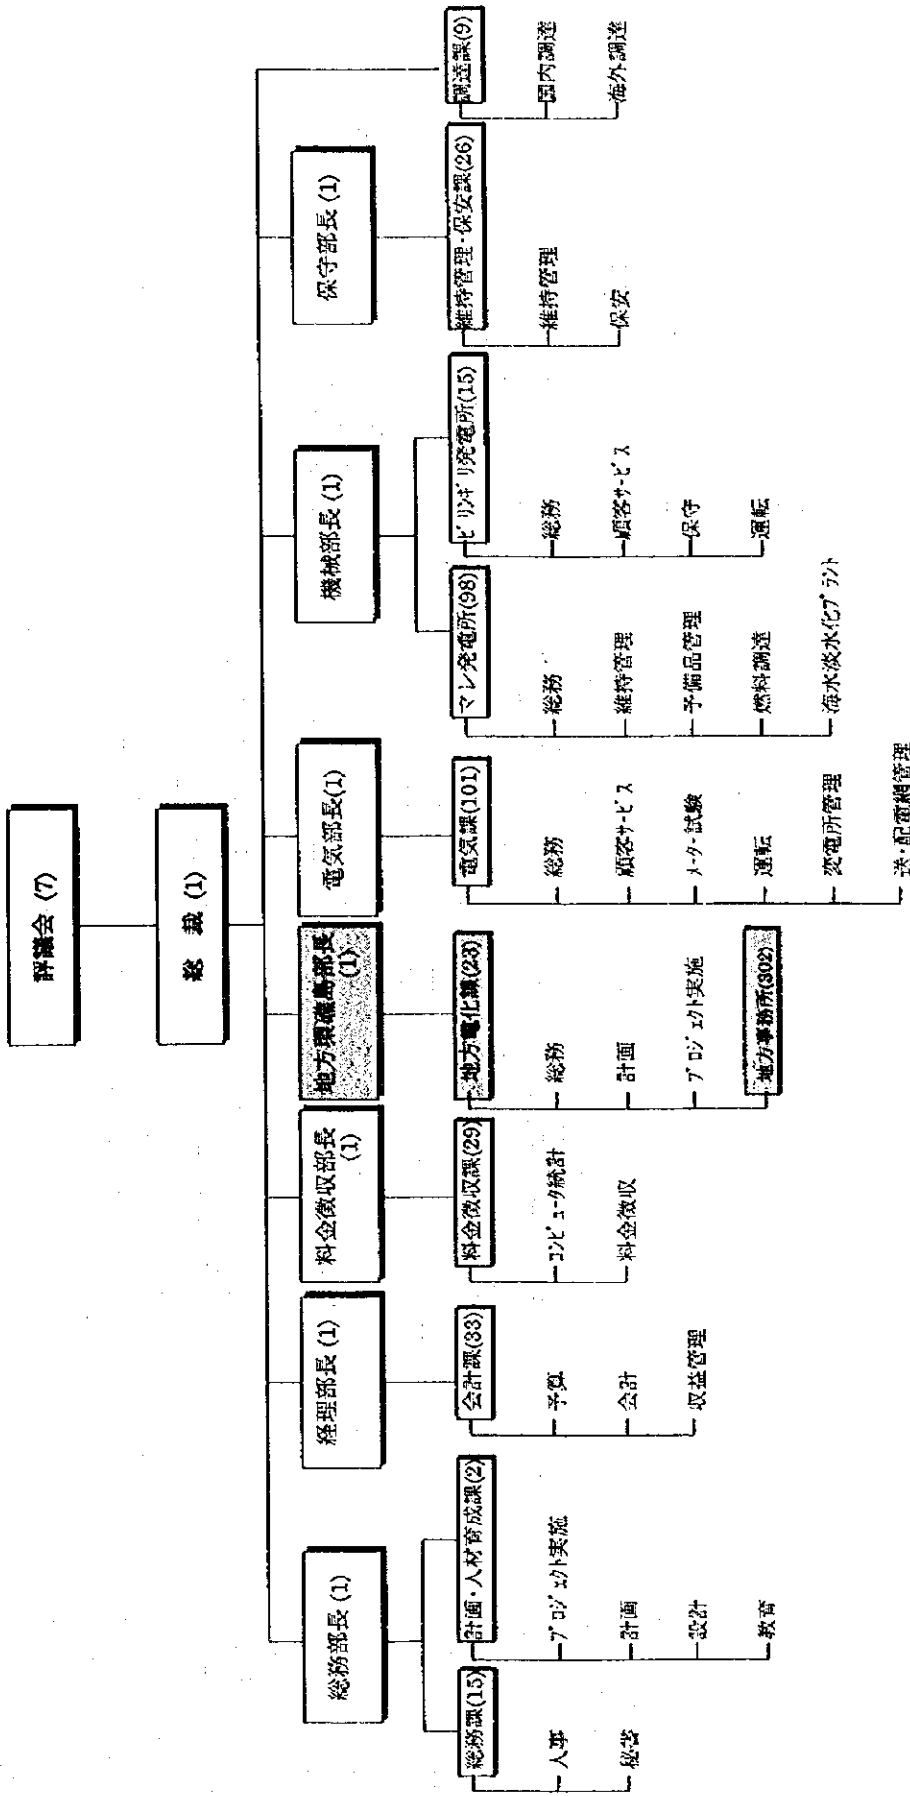 評議会 (7)
総 裁 (1)
総務部長 (1)
経理部長 (1)
料金徴収部長
(1)
地方環礁島部長
(1)
電気部長(1)
機械部長 (1)
保守部長 (1)
総務課(15)
人事
秘書
計画・人材育成課(2)
プロジェクト実施
計画
設計
教育
会計課(33)
予算
会計
収益管理
料金徴収課(29)
コンピュータ統計
料金徴収
地方電化課(23)
総務
計画
プロジェクト実施
地方事務所(302)
電気課(101)
総務
顧客サービス
メーター試験
運転
変電所管理
送・配電網管理
マレ発電所(98)
総務
維持管理
予備品管理
燃料調達
海水淡水化プラント
ビリンギリ発電所(15)
総務
顧客サービス
保守
運転
維持管理・保安課(26)
維持管理
保安
調達課(9)
国内調達
海外調達